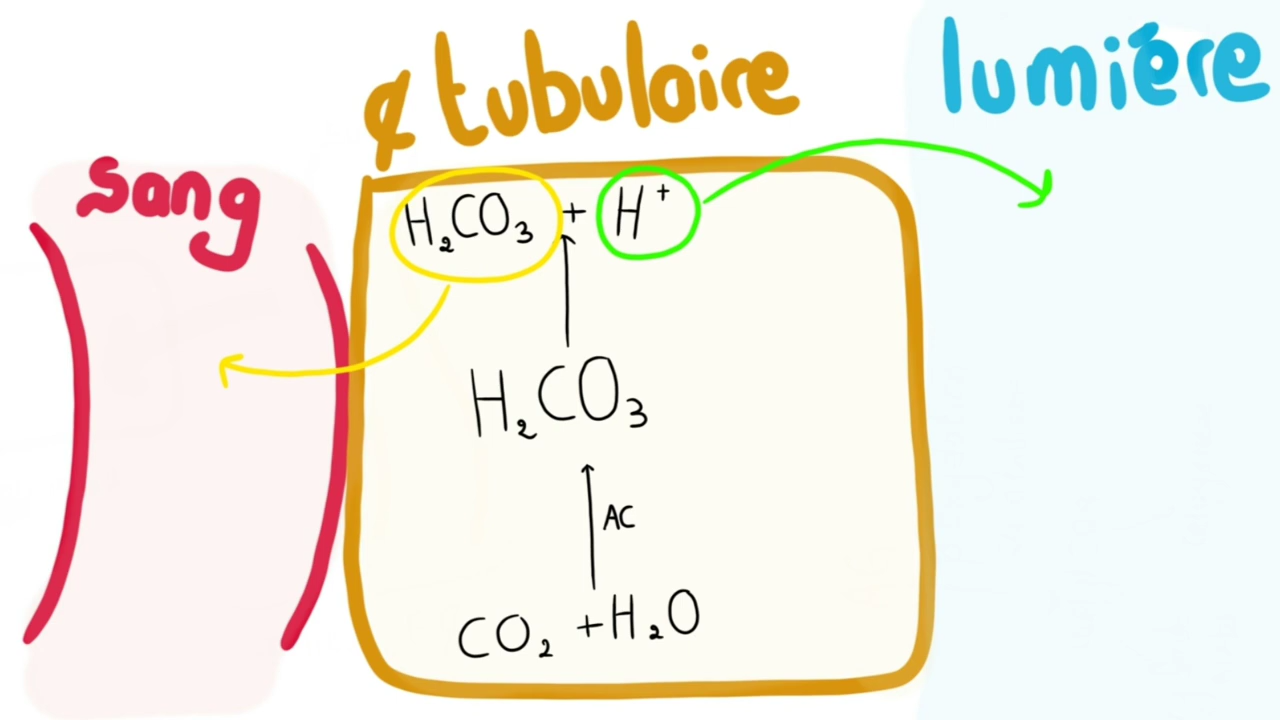 ¢ tubulaire
lumière
sang
H₂CO₃ + H⁺
H₂CO₃
AC
CO₂ + H₂O